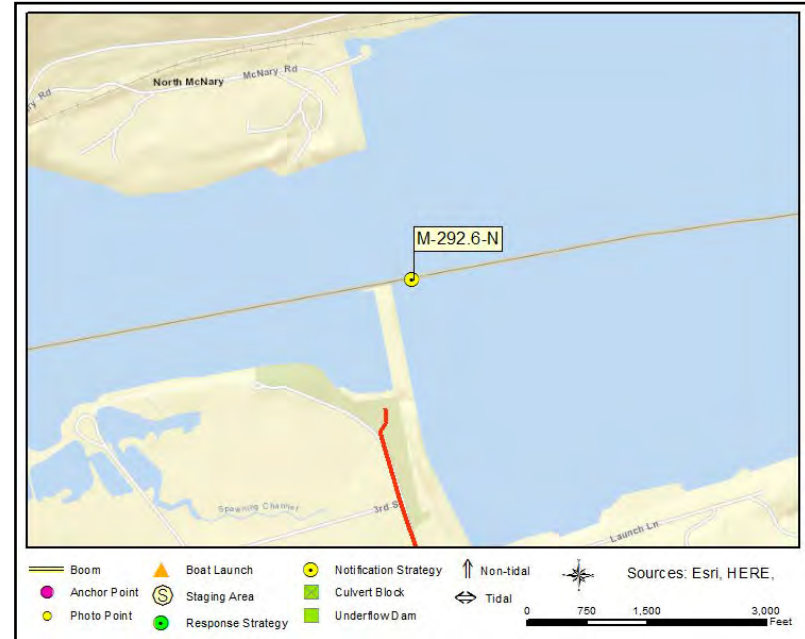 North McNary
McNary Rd
ry Rd
M-292.6-N
Spawning Channel
3rd S
Launch Ln
Boom
Boat Launch
Notification Strategy
Non-tidal
Sources: Esri, HERE,
Anchor Point
S
Staging Area
Culvert Block
Tidal
Photo Point
Response Strategy
Underflow Dam
0 750 1,500 3,000
Feet